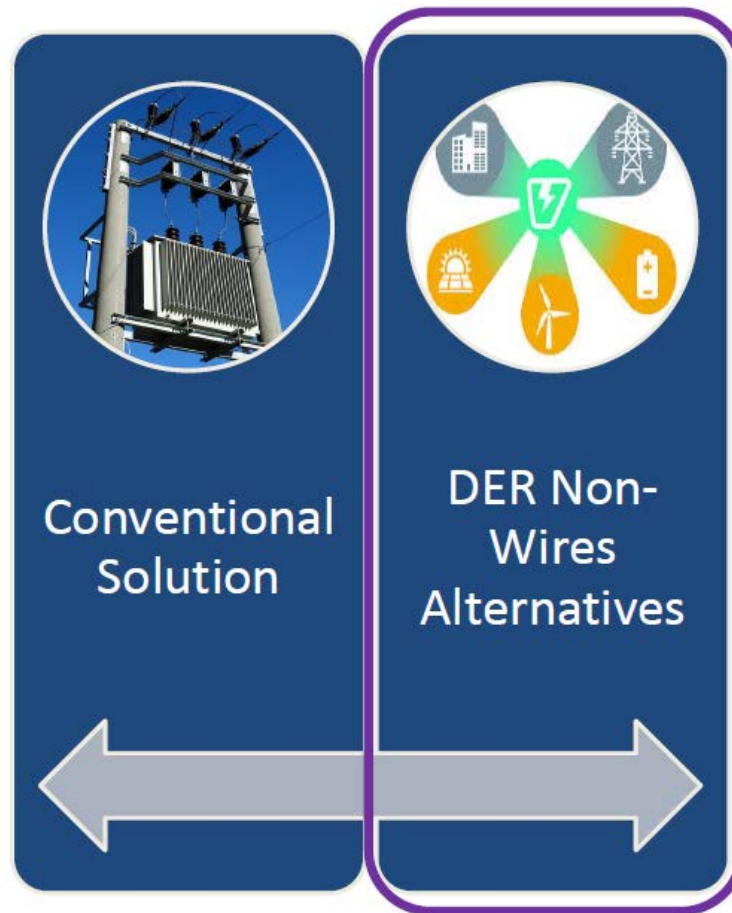 Conventional
Solution
DER Non-
Wires
Alternatives